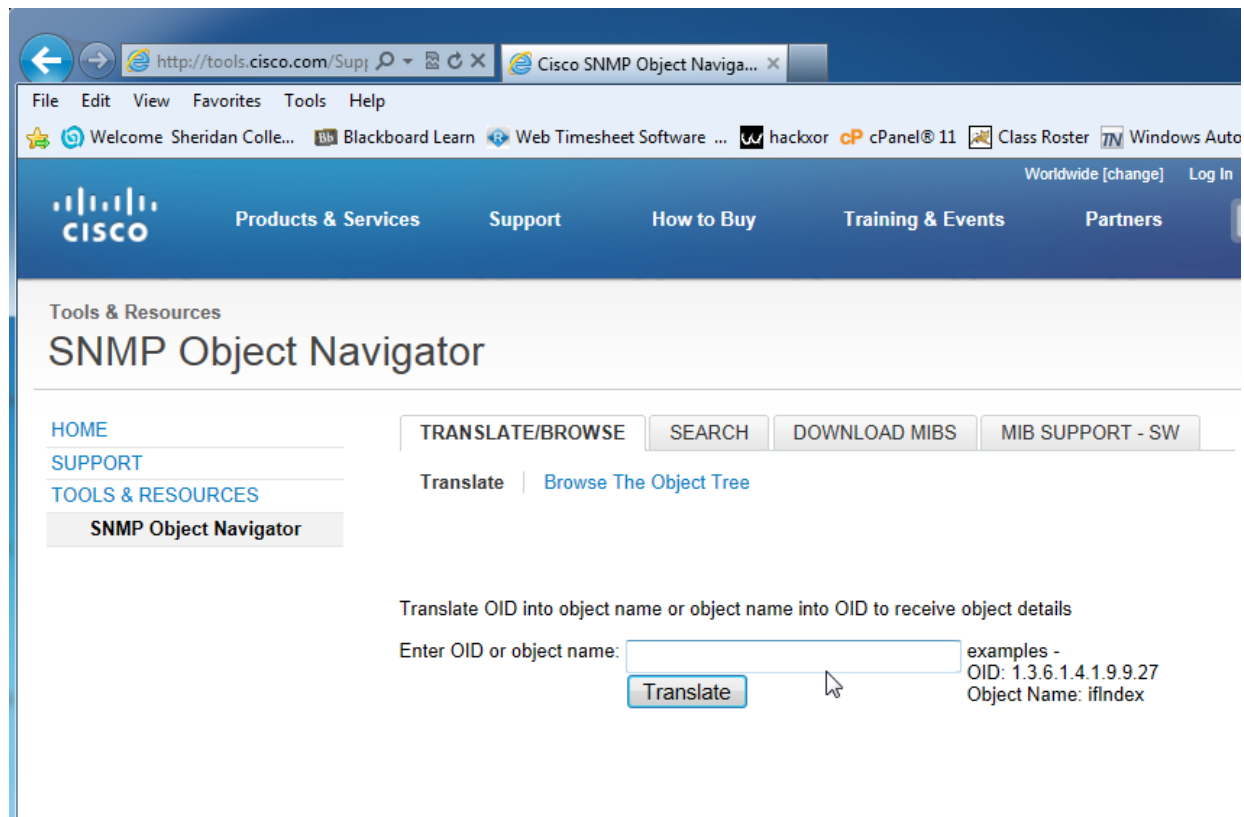 http://tools.cisco.com/Supp
Cisco SNMP Object Naviga...
File Edit View Favorites Tools Help
Welcome Sheridan Colle... Bb Blackboard Learn Web Timesheet Software ... hackxor cP cPanel® 11 Class Roster TN Windows Auto
Worldwide [change] Log In
CISCO
Products & Services Support How to Buy Training & Events Partners
Tools & Resources
SNMP Object Navigator
HOME
SUPPORT
TOOLS & RESOURCES
SNMP Object Navigator
TRANSLATE/BROWSE SEARCH DOWNLOAD MIBS MIB SUPPORT - SW
Translate Browse The Object Tree
Translate OID into object name or object name into OID to receive object details
Enter OID or object name:
examples -
OID: 1.3.6.1.4.1.9.9.27
Object Name: ifIndex
Translate